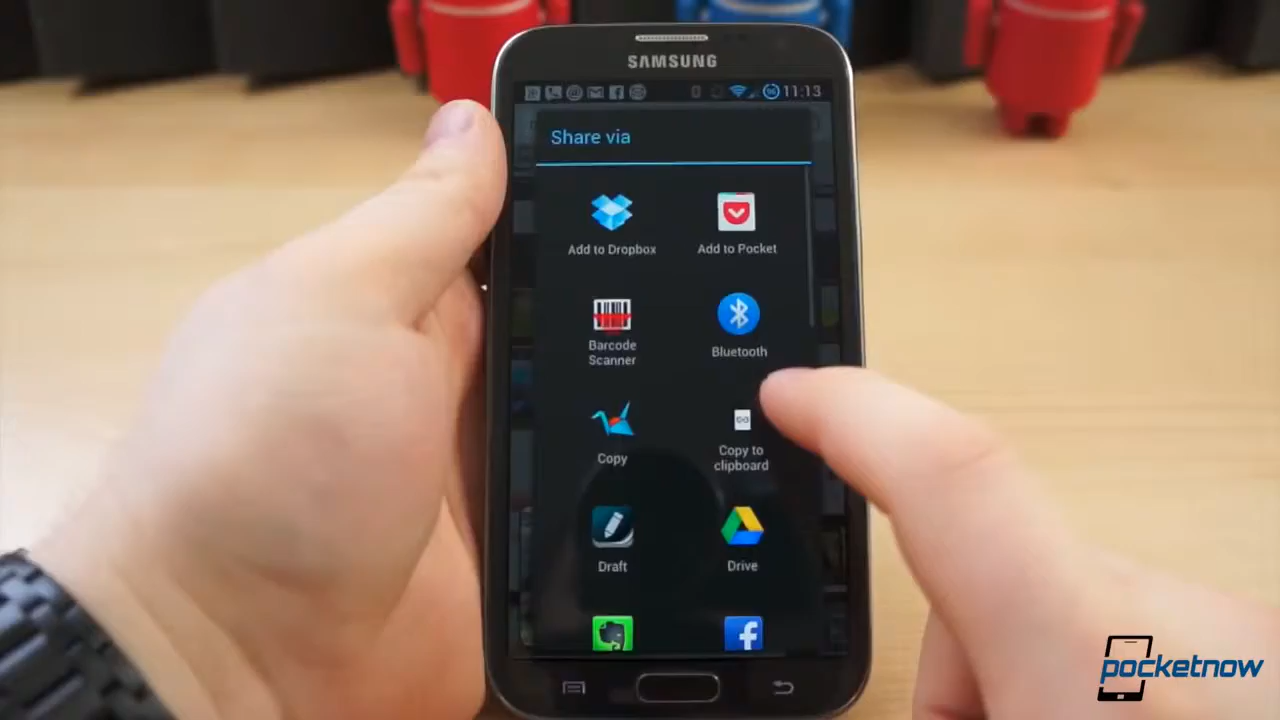 SAMSUNG
11:13
Share via
Add to Dropbox
Add to Pocket
Barcode
Scanner
Bluetooth
Copy
Copy to
clipboard
Draft
Drive
pocketnow